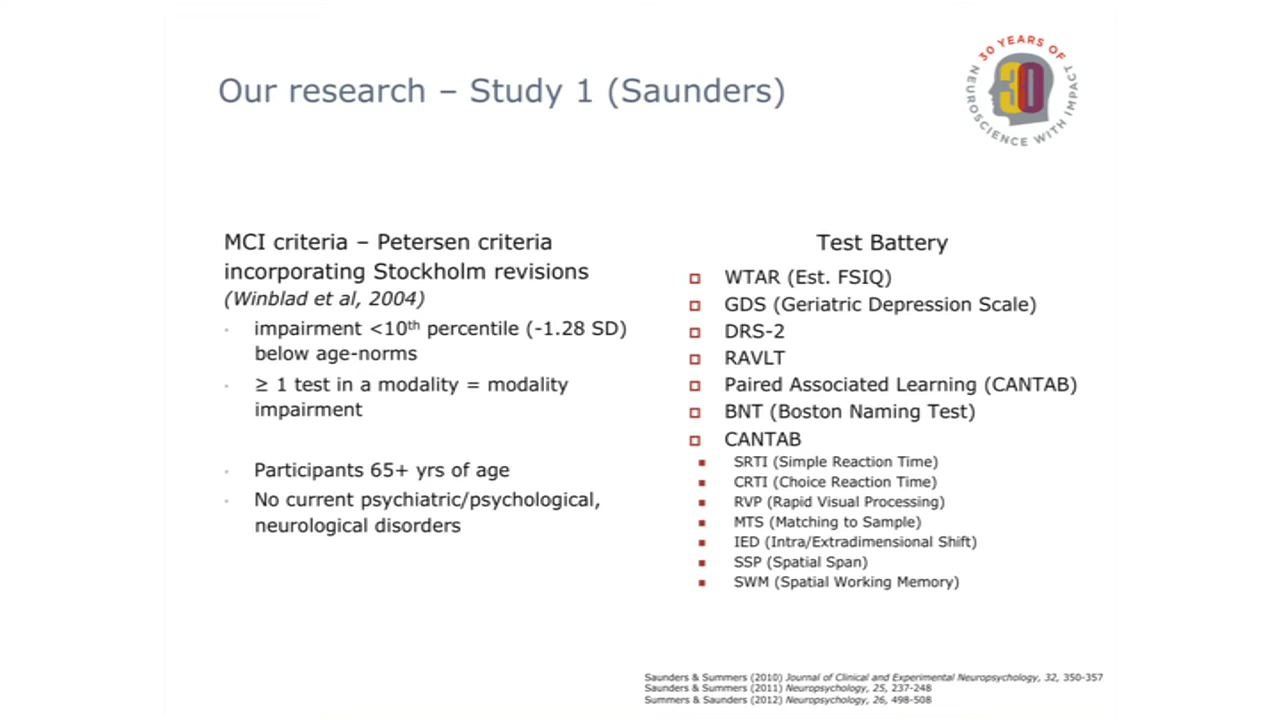 30 YEARS OF
NEUROSCIENCE WITH IMPACT
30
Our research – Study 1 (Saunders)
MCI criteria – Petersen criteria
incorporating Stockholm revisions
(Winblad et al, 2004)
impairment <10th percentile (-1.28 SD)
below age-norms
≥ 1 test in a modality = modality
impairment
Participants 65+ yrs of age
No current psychiatric/psychological,
neurological disorders
Test Battery
WTAR (Est. FSIQ)
GDS (Geriatric Depression Scale)
DRS-2
RAVLT
Paired Associated Learning (CANTAB)
BNT (Boston Naming Test)
CANTAB
SRTI (Simple Reaction Time)
CRTI (Choice Reaction Time)
RVP (Rapid Visual Processing)
MTS (Matching to Sample)
IED (Intra/Extradimensional Shift)
SSP (Spatial Span)
SWM (Spatial Working Memory)
Saunders & Summers (2010) Journal of Clinical and Experimental Neuropsychology, 32, 350-357
Saunders & Summers (2011) Neuropsychology, 25, 237-248
Summers & Saunders (2012) Neuropsychology, 26, 498-508